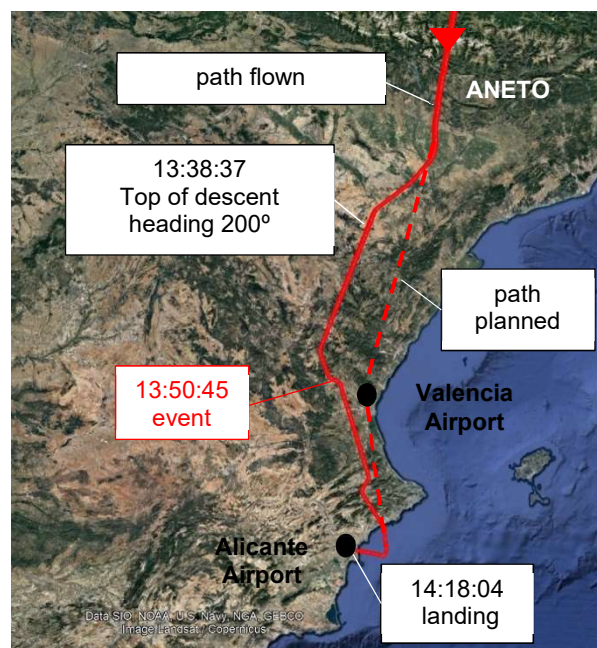 path flown
ANETO
13:38:37
Top of descent
heading 200º
path
planned
13:50:45
event
Valencia
Airport
Alicante
Airport
14:18:04
landing
Data SIO, NOAA, U.S. Navy, NGA, GEBCO
Image Landsat / Copernicus